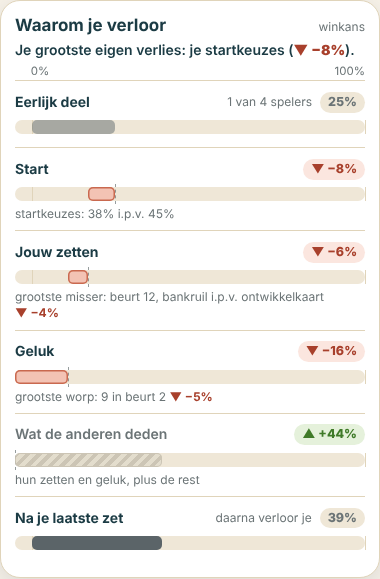 Waarom je verloor winkans
Je grootste eigen verlies: je startkeuzes (▼ −8%).
0% 100%
Eerlijk deel 1 van 4 spelers 25%
Start ▼ −8%
startkeuzes: 38% i.p.v. 45%
Jouw zetten ▼ −6%
grootste misser: beurt 12, bankruil i.p.v. ontwikkelkaart
▼ −4%
Geluk ▼ −16%
grootste worp: 9 in beurt 2 ▼ −5%
Wat de anderen deden ▲ +44%
hun zetten en geluk, plus de rest
Na je laatste zet daarna verloor je 39%